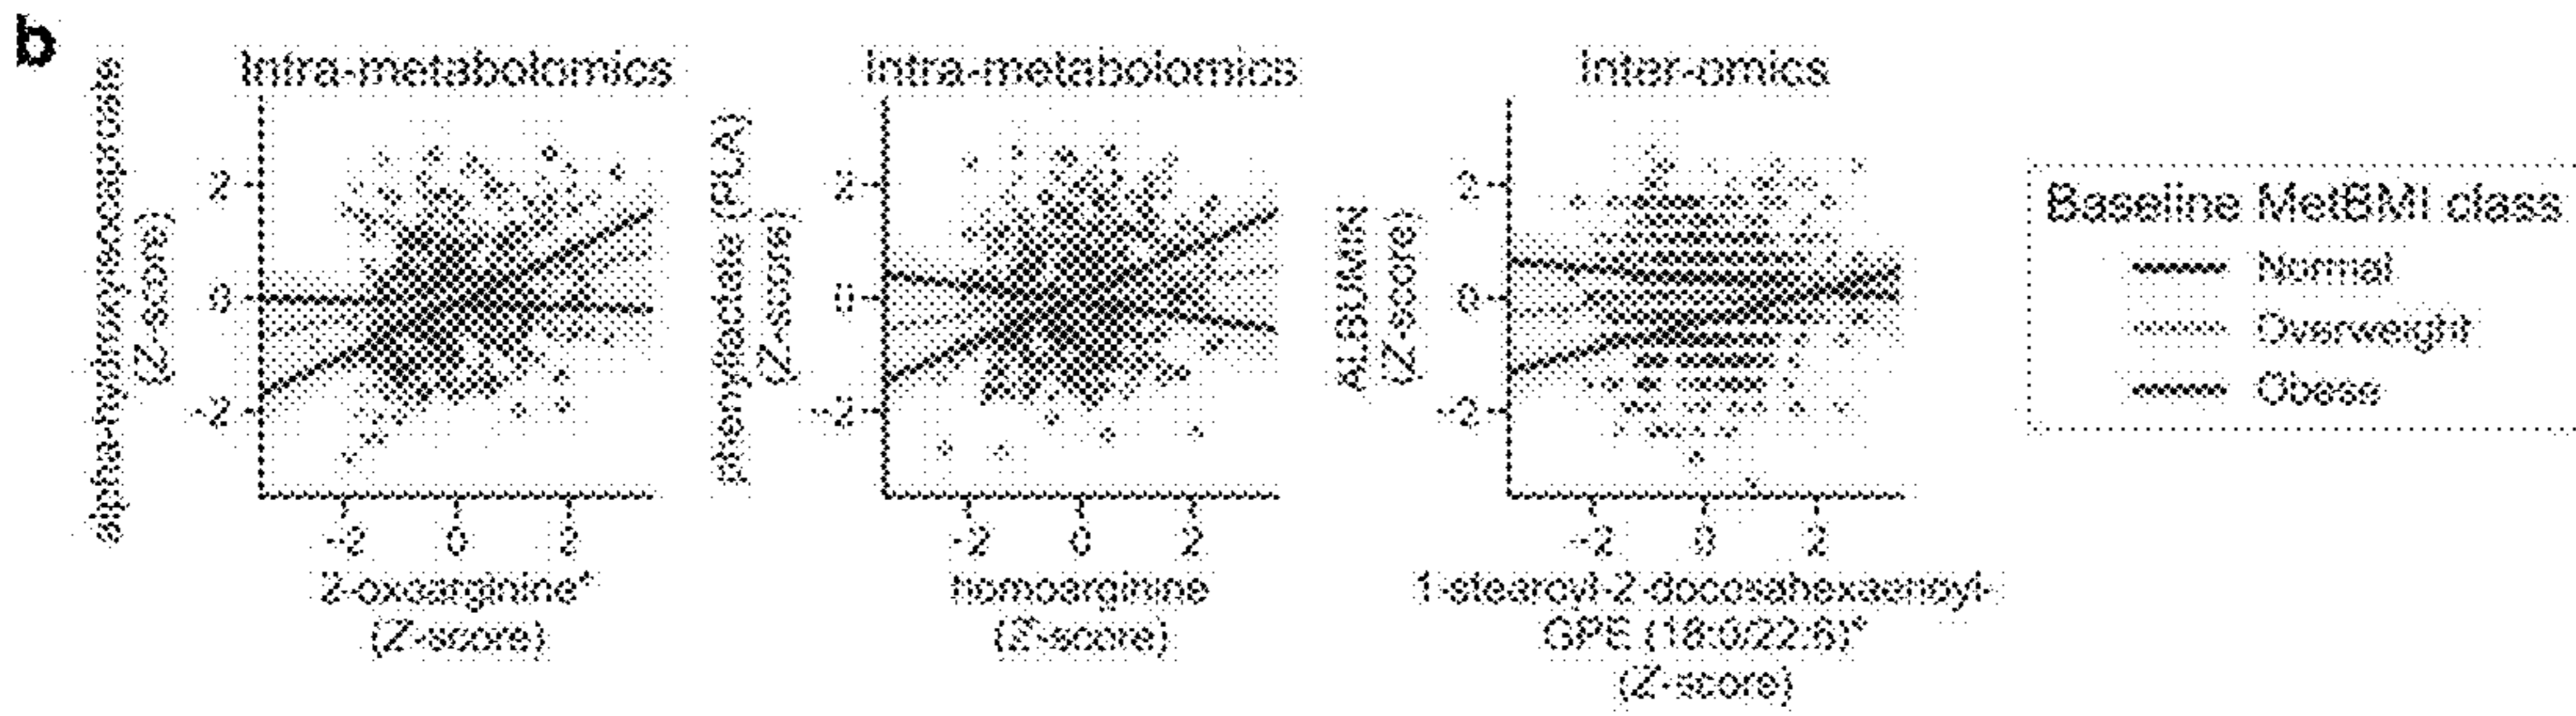 b
Intra-metabolomics
(Z-score)
2
0
-2
-2 0 2
2-oxoarginine*
(Z-score)
Intra-metabolomics
phenyllactate (PLA)
(Z-score)
2
0
-2
-2 0 2
homoarginine
(Z-score)
Inter-omics
ALBUMIN
(Z-score)
2
0
-2
-2 0 2
1-stearoyl-2-docosahexaenoyl-
GPE (18:0/22:6)*
(Z-score)
Baseline MetBMI class
Normal
Overweight
Obese